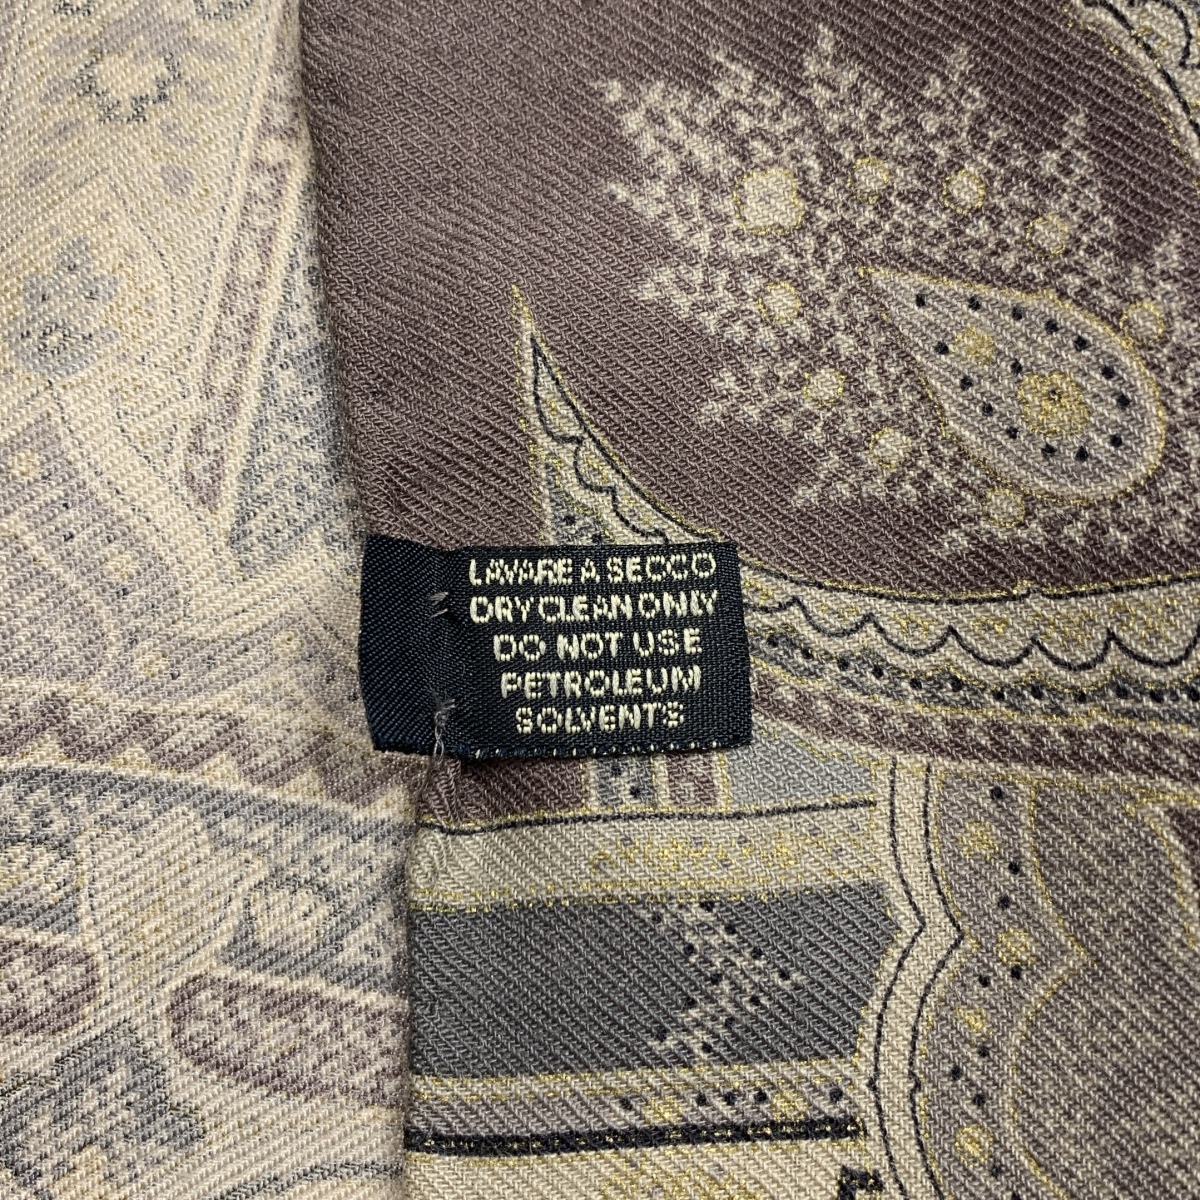 LAVARE A SECCO
DRY CLEAN ONLY
DO NOT USE
PETROLEUM
SOLVENTS